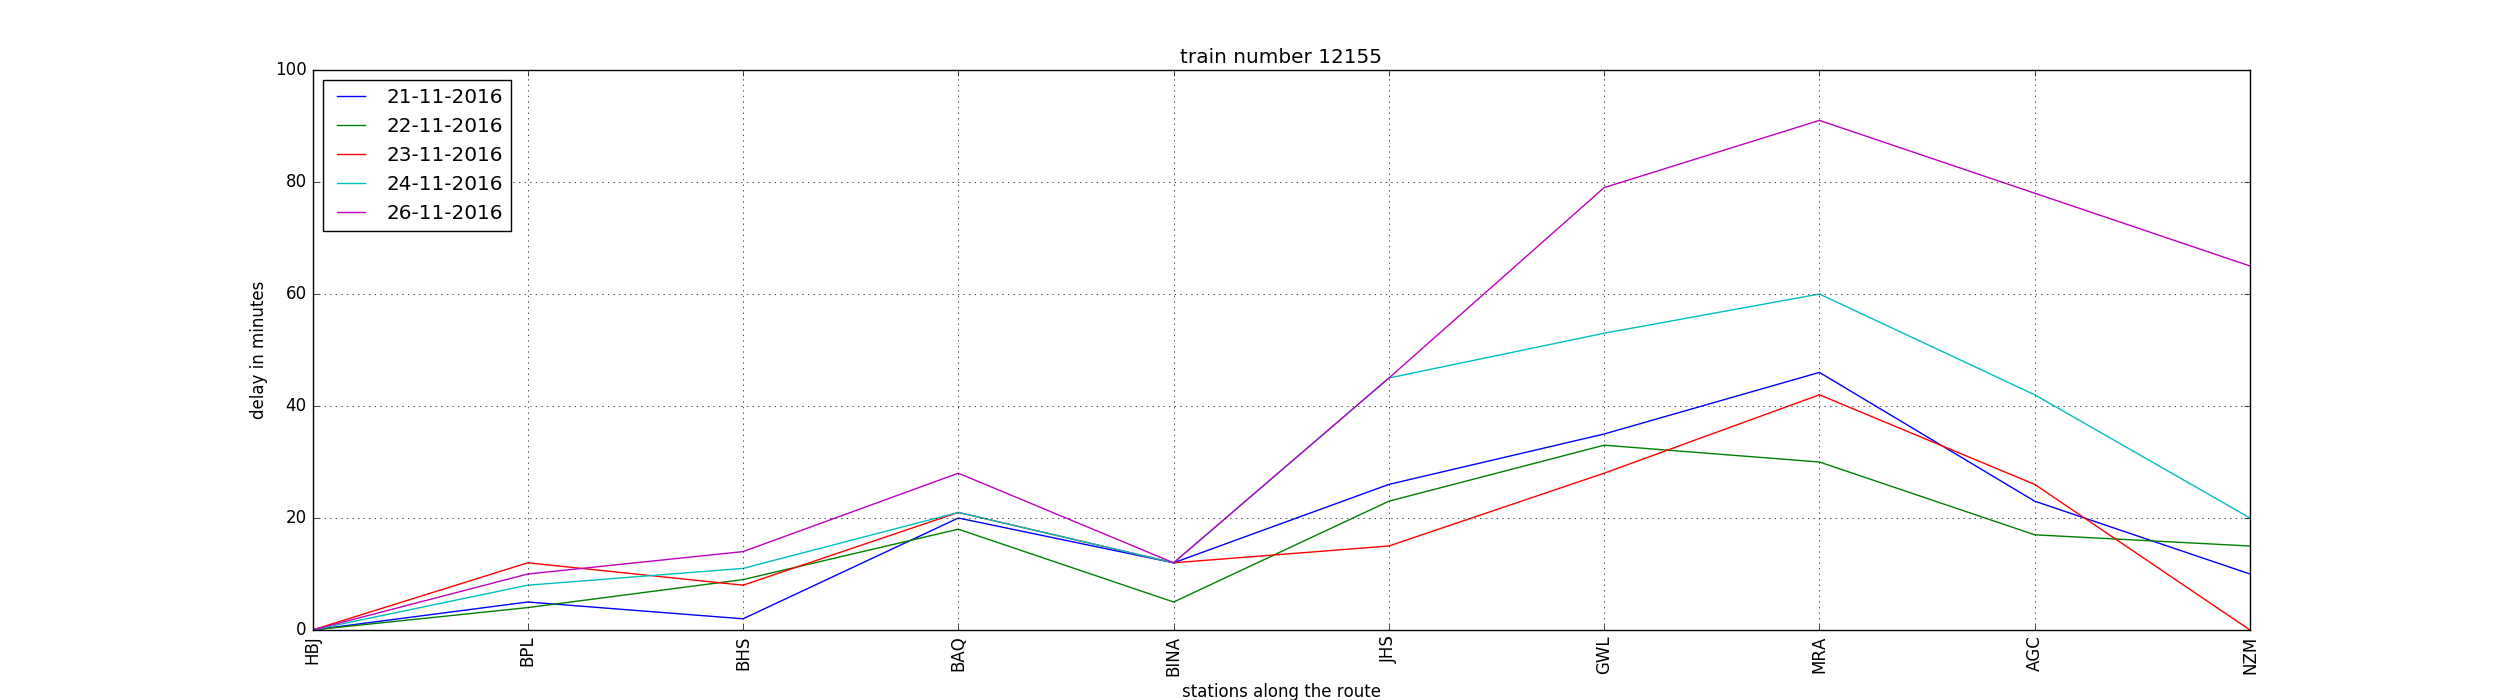 train number 12155
100
80
60
40
20
0
21-11-2016
22-11-2016
23-11-2016
24-11-2016
26-11-2016
delay in minutes
HBJ
BPL
BHS
BAQ
BINA
JHS
GWL
MRA
AGC
NZM
stations along the route